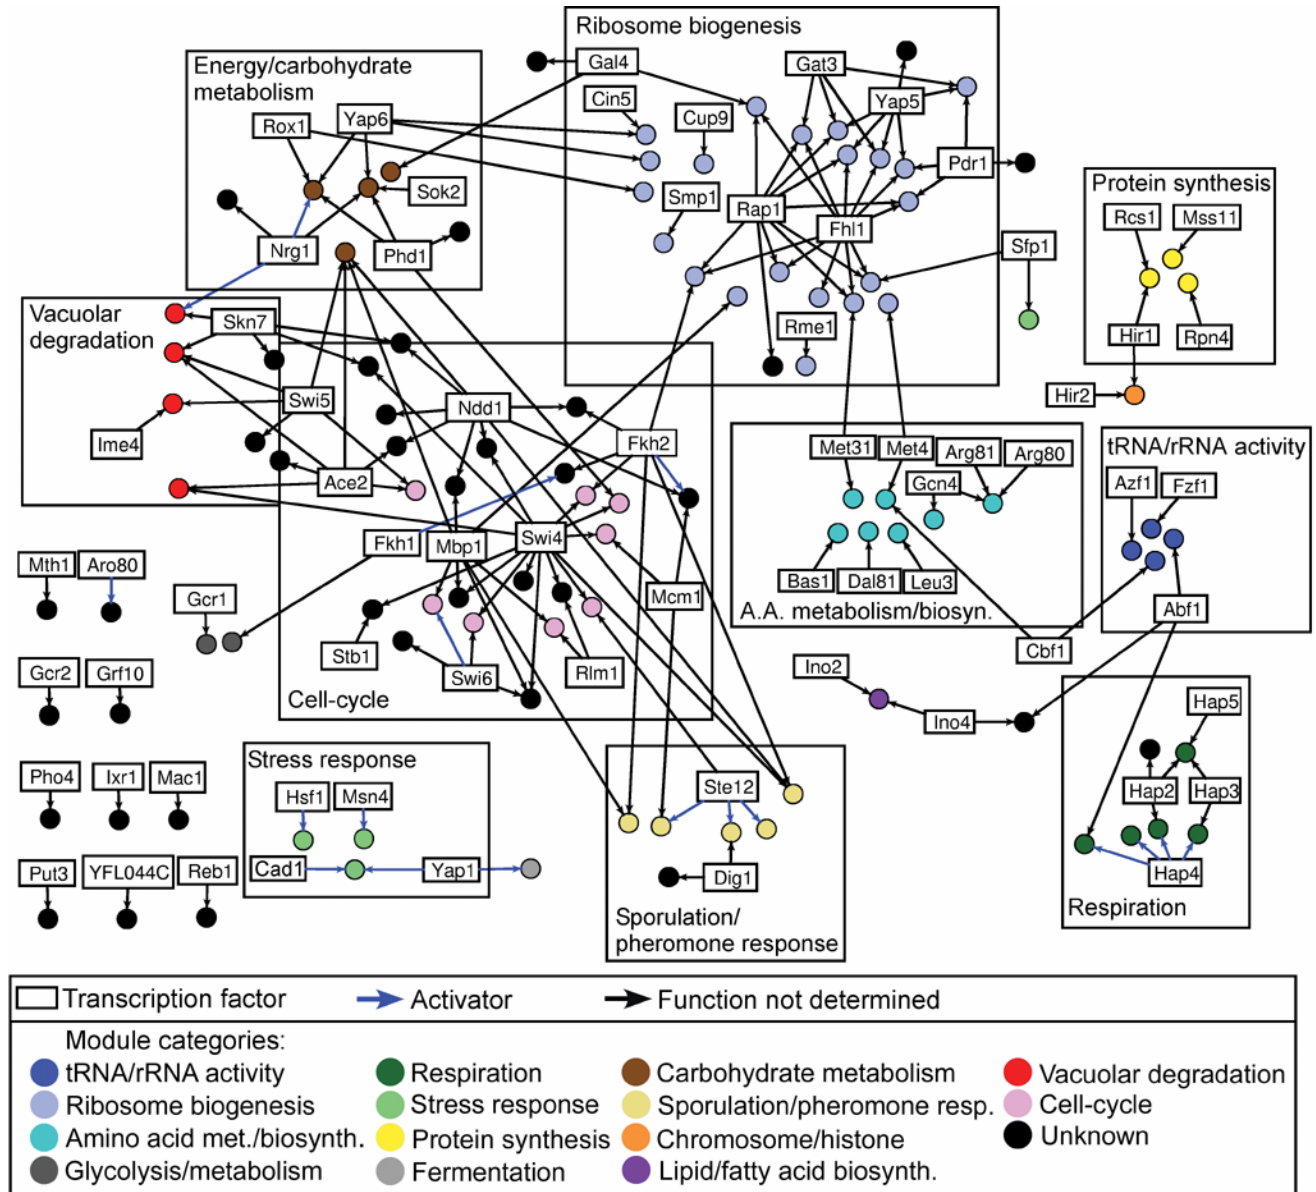 Ribosome biogenesis
Energy/carbohydrate
metabolism
Gal4
Gat3
Cin5
Yap5
Rox1
Yap6
Cup9
Pdr1
Sok2
Smp1
Rap1
Fhl1
Protein synthesis
Rcs1
Mss11
Nrg1
Phd1
Sfp1
Hir1
Rpn4
Vacuolar
degradation
Skn7
Rme1
Hir2
Swi5
Ndd1
Ime4
Fkh2
Met31
Met4
Arg81
Arg80
tRNA/rRNA activity
Ace2
Gcn4
Azf1
Fzf1
Fkh1
Mbp1
Swi4
Mth1
Aro80
Bas1
Dal81
Leu3
Gcr1
Mcm1
A.A. metabolism/biosyn.
Abf1
Stb1
Cbf1
Gcr2
Grf10
Swi6
Rlm1
Ino2
Cell-cycle
Ino4
Hap5
Stress response
Pho4
Ixr1
Mac1
Hsf1
Msn4
Ste12
Hap2
Hap3
Put3
YFL044C
Reb1
Cad1
Yap1
Dig1
Hap4
Respiration
Sporulation/
pheromone response
Transcription factor
Activator
Function not determined
Module categories:
tRNA/rRNA activity
Respiration
Carbohydrate metabolism
Vacuolar degradation
Ribosome biogenesis
Stress response
Sporulation/pheromone resp.
Cell-cycle
Amino acid met./biosynth.
Protein synthesis
Chromosome/histone
Unknown
Glycolysis/metabolism
Fermentation
Lipid/fatty acid biosynth.